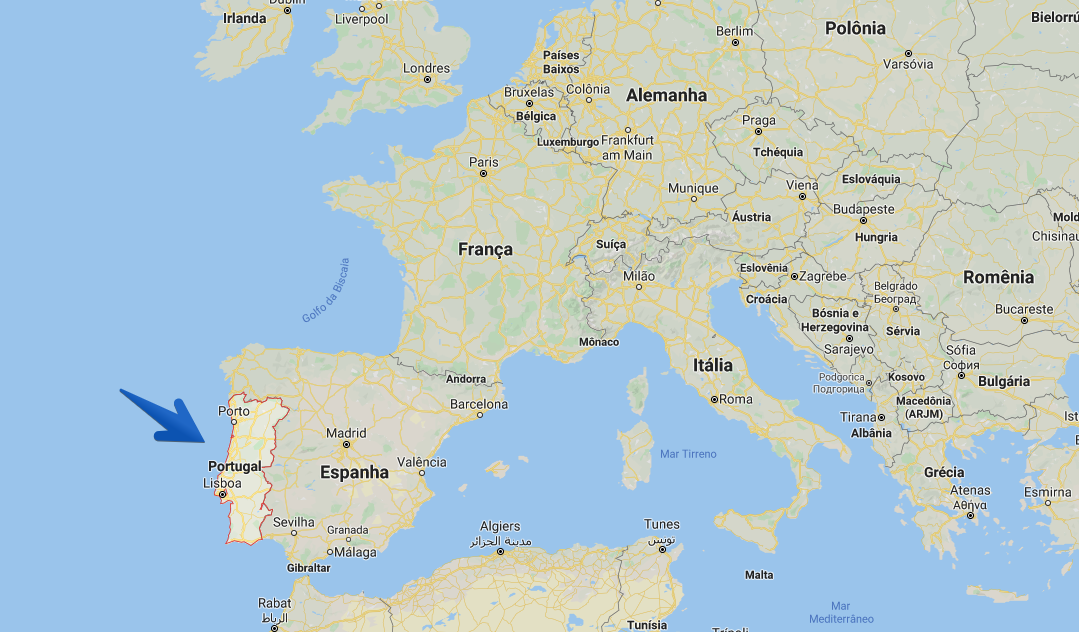 Dublin
Irlanda
Liverpool
Londres
Países
Baixos
Berlim
Polônia
Varsóvia
Bruxelas
Colônia
Alemanha
Bélgica
Luxemburgo
Frankfurt
am Main
Praga
Tchéquia
Paris
Munique
Viena
Eslováquia
Áustria
Budapeste
Hungria
Chisinau
França
Suíça
Milão
Eslovênia
Zagrebe
Romênia
Croácia
Belgrado
Београд
Golfo da Biscaia
Bósnia e
Herzegovina
Sérvia
Bucareste
Mônaco
Sarajevo
Sófia
София
Itália
Andorra
Podgorica
Подгорица
Kosovo
Bulgária
Porto
Barcelona
Roma
Macedônia
(ARJM)
Tirana
Albânia
Madrid
Mar Tirreno
Portugal
Lisboa
Espanha
Valência
Grécia
Atenas
Αθήνα
Esmirna
Sevilha
Granada
Málaga
Algiers
مدينة الجزائر
Tunes
تونس
Gibraltar
Malta
Rabat
الرباط
Mar
Mediterrâneo
Tunísia
Trípoli